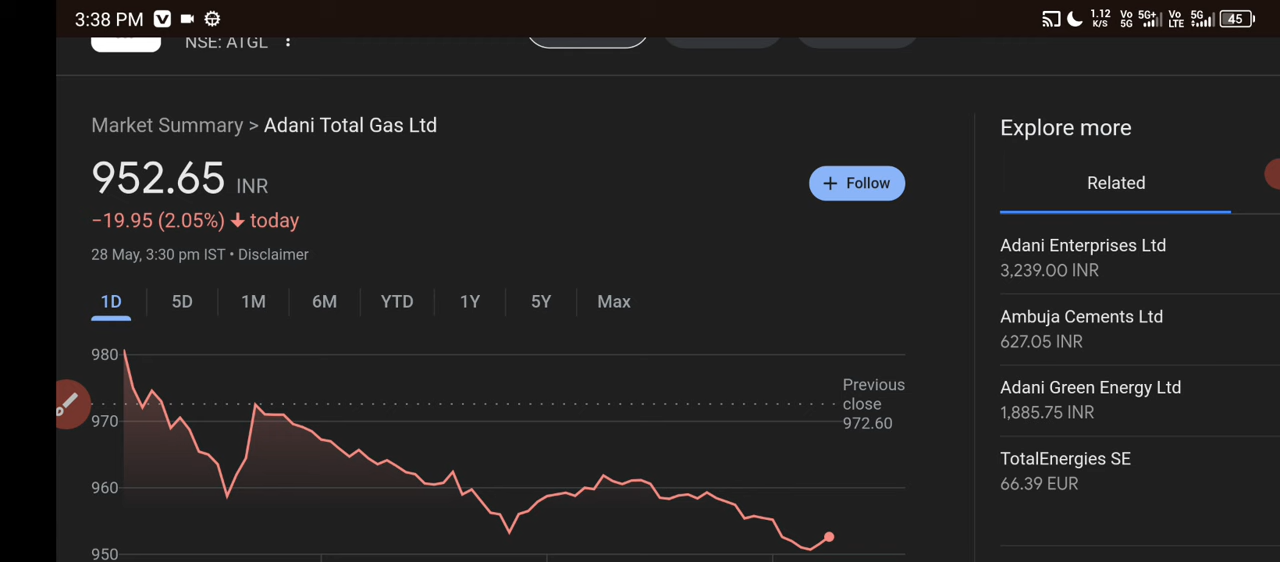 3:38 PM
1.12 K/S Vo 5G 5G+ Vo LTE 5G 45
NSE: ATGL
Market Summary > Adani Total Gas Ltd
952.65 INR
+ Follow
−19.95 (2.05%) today
28 May, 3:30 pm IST • Disclaimer
1D 5D 1M 6M YTD 1Y 5Y Max
980
970
960
950
Previous
close
972.60
Explore more
Related
Adani Enterprises Ltd
3,239.00 INR
Ambuja Cements Ltd
627.05 INR
Adani Green Energy Ltd
1,885.75 INR
TotalEnergies SE
66.39 EUR